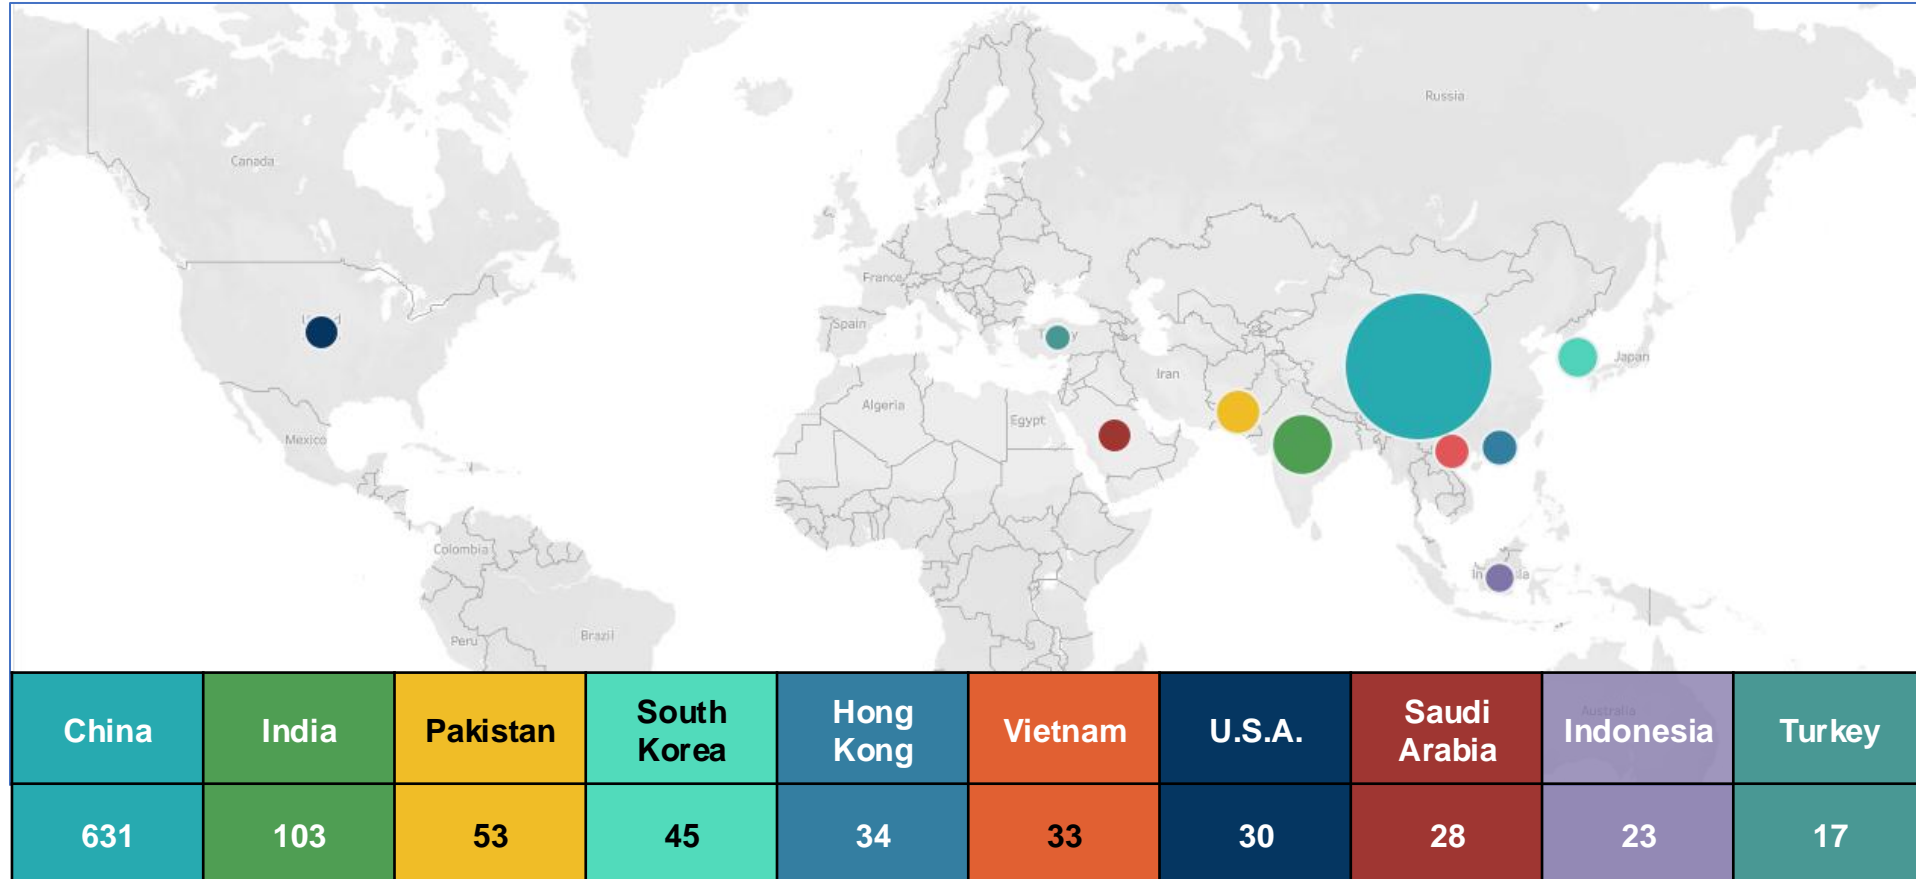 Russia
Canada
France
Spain
Japan
Iran
Algeria
Egypt
Mexico
Colombia
Peru
Brazil
China
India
Pakistan
South
Korea
Hong
Kong
Vietnam
U.S.A.
Saudi
Arabia
Australia
Indonesia
Turkey
631
103
53
45
34
33
30
28
23
17